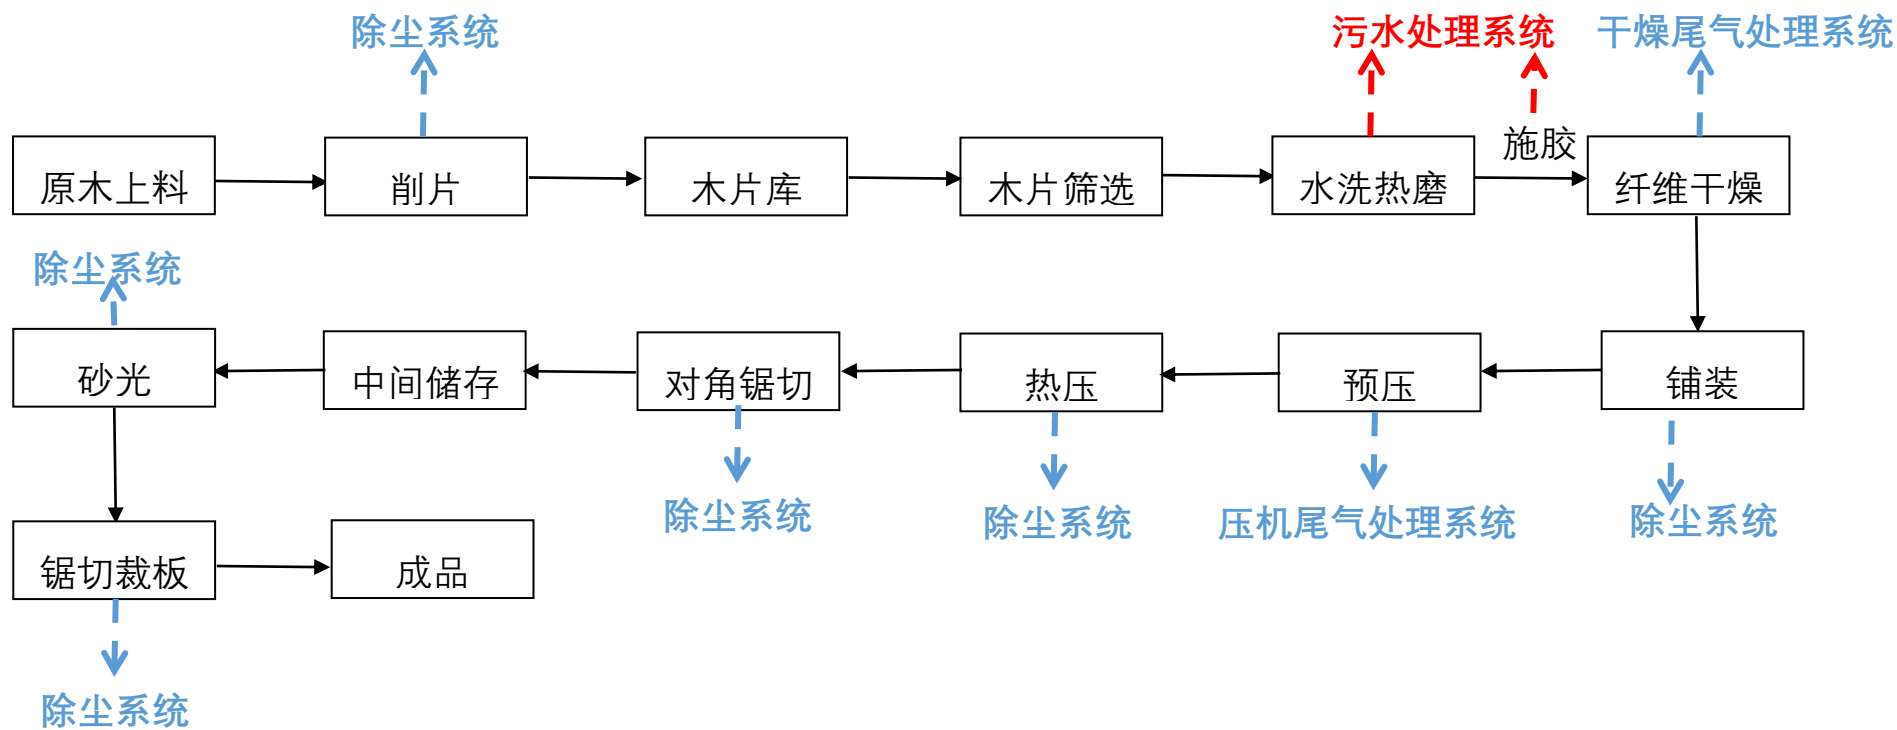 除尘系统
污水处理系统
干燥尾气处理系统
原木上料
削片
木片库
木片筛选
水洗热磨
施胶
纤维干燥
除尘系统
砂光
中间储存
对角锯切
热压
预压
铺装
除尘系统
除尘系统
压机尾气处理系统
除尘系统
锯切裁板
成品
除尘系统